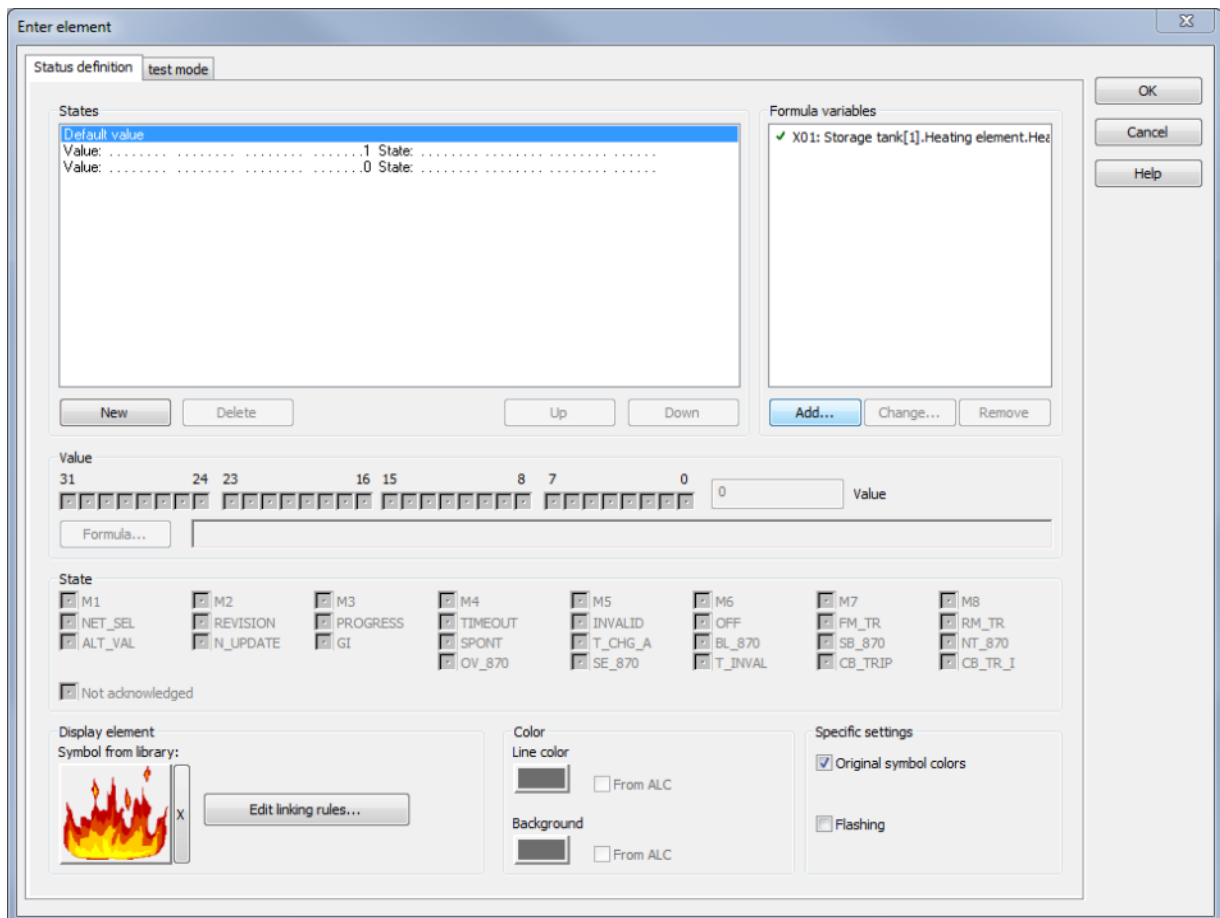 Enter element
Status definition test mode
OK
Cancel
Help
States
Default value
Value: . . . . . . . . . . . . . . . . . . . . . . . . . . . . . . . 1 State: . . . . . . . . . . . . . . . . . . . . . . . . . . . . . .
Value: . . . . . . . . . . . . . . . . . . . . . . . . . . . . . . . 0 State: . . . . . . . . . . . . . . . . . . . . . . . . . . . . . .
New Delete Up Down
Formula variables
X01: Storage tank[1].Heating element.Hea
Add... Change... Remove
Value
31 24 23 16 15 8 7 0
0 Value
Formula...
State
M1 M2 M3 M4 M5 M6 M7 M8
NET_SEL REVISION PROGRESS TIMEOUT INVALID OFF FM_TR RM_TR
ALT_VAL N_UPDATE GI SPONT T_CHG_A BL_870 SB_870 NT_870
OV_870 SE_870 T_INVAL CB_TRIP CB_TR_I
Not acknowledged
Display element
Symbol from library:
X
Edit linking rules...
Color
Line color
From ALC
Background
From ALC
Specific settings
Original symbol colors
Flashing